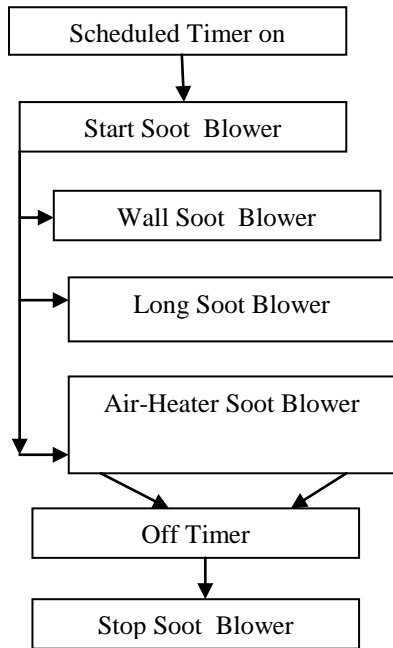 Scheduled Timer on
Start Soot Blower
Wall Soot Blower
Long Soot Blower
Air-Heater Soot Blower
Off Timer
Stop Soot Blower